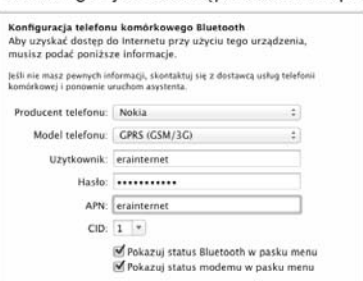 Konfiguracja telefonu komórkowego Bluetooth
Aby uzyskać dostęp do Internetu przy użyciu tego urządzenia,
musisz podać poniższe informacje.
Jeśli nie masz pewnych informacji, skontaktuj się z dostawcą usług telefonii
komórkowej i ponownie uruchom asystenta.
Producent telefonu: Nokia
Model telefonu: GPRS (GSM/3G)
Użytkownik: erainternet
Hasło: •••••••••••
APN: erainternet
CID: 1
Pokazuj status Bluetooth w pasku menu
Pokazuj status modemu w pasku menu